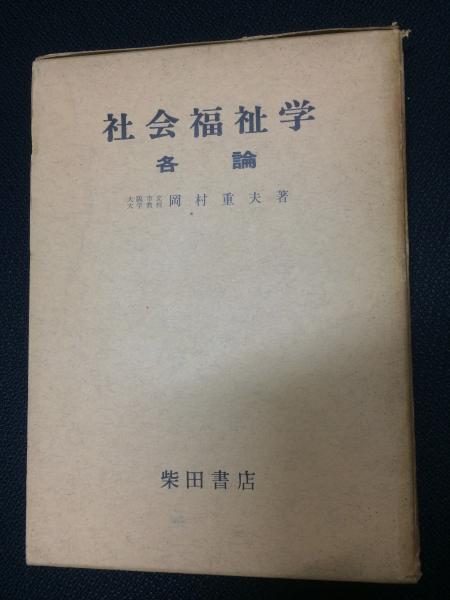 社会福祉学
各論
大阪市立
大学教授 岡村重夫著
柴田書店